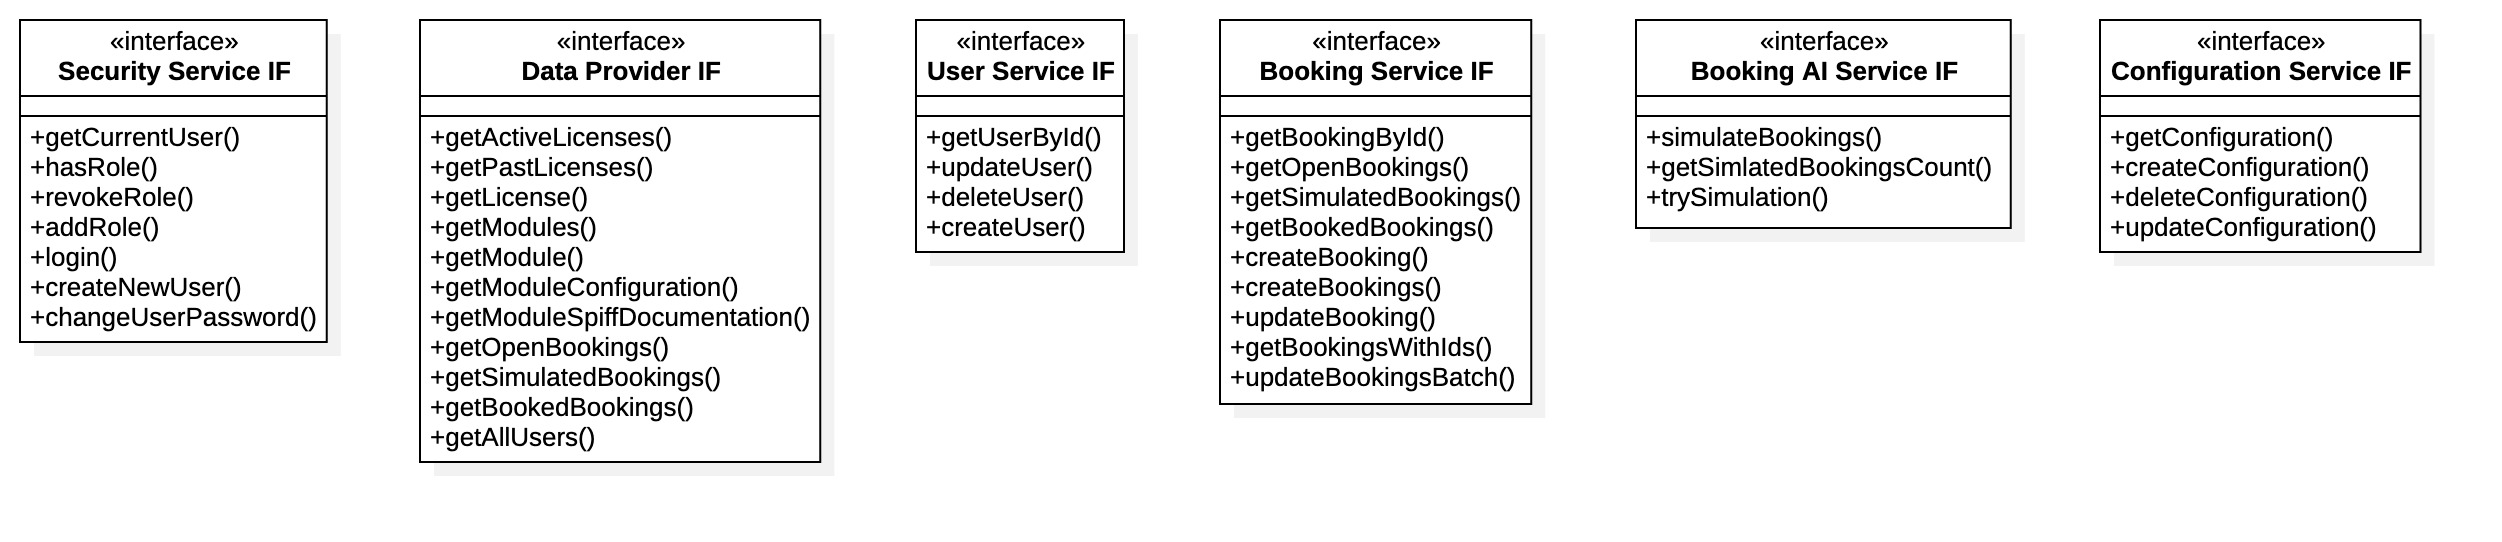 «interface»
Security Service IF
+getCurrentUser()
+hasRole()
+revokeRole()
+addRole()
+login()
+createNewUser()
+changeUserPassword()
«interface»
Data Provider IF
+getActiveLicenses()
+getPastLicenses()
+getLicense()
+getModules()
+getModule()
+getModuleConfiguration()
+getModuleSpiffDocumentation()
+getOpenBookings()
+getSimulatedBookings()
+getBookedBookings()
+getAllUsers()
«interface»
User Service IF
+getUserById()
+updateUser()
+deleteUser()
+createUser()
«interface»
Booking Service IF
+getBookingById()
+getOpenBookings()
+getSimulatedBookings()
+getBookedBookings()
+createBooking()
+createBookings()
+updateBooking()
+getBookingsWithIds()
+updateBookingsBatch()
«interface»
Booking AI Service IF
+simulateBookings()
+getSimlatedBookingsCount()
+trySimulation()
«interface»
Configuration Service IF
+getConfiguration()
+createConfiguration()
+deleteConfiguration()
+updateConfiguration()